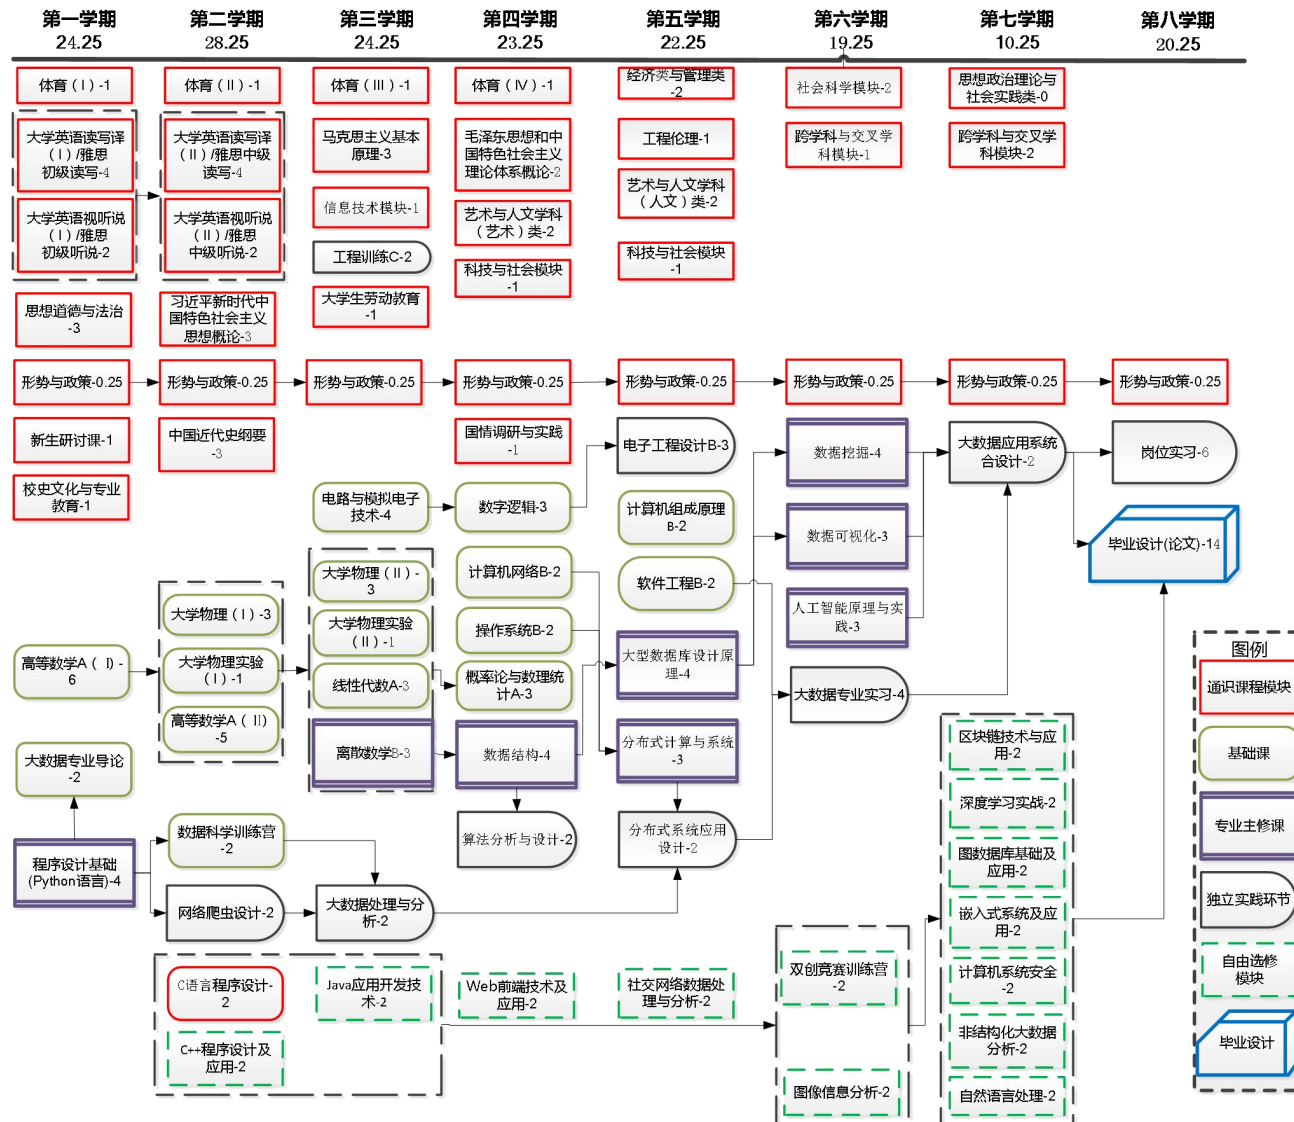 第一学期
24.25
第二学期
28.25
第三学期
24.25
第四学期
23.25
第五学期
22.25
第六学期
19.25
第七学期
10.25
第八学期
20.25
体育（Ⅰ）-1
大学英语读写译
（Ⅰ）/雅思
初级读写-4
大学英语视听说
（Ⅰ）/雅思
初级听说-2
思想道德与法治
-3
形势与政策-0.25
新生研讨课-1
校史文化与专业
教育-1
高等数学A（Ⅰ）-
6
大数据专业导论
-2
程序设计基础
(Python语言)-4
体育（II）-1
大学英语读写译
（II）/雅思中级
读写-4
大学英语视听说
（II）/雅思
中级听说-2
习近平新时代中
国特色社会主义
思想概论-3
形势与政策-0.25
中国近代史纲要
-3
大学物理（Ⅰ）-3
大学物理实验
（Ⅰ）-1
高等数学A（Ⅱ）
-5
数据科学训练营
-2
网络爬虫设计-2
C语言程序设计-
2
C++程序设计及
应用-2
体育（III）-1
马克思主义基本
原理-3
信息技术模块-1
工程训练C-2
大学生劳动教育
-1
形势与政策-0.25
电路与模拟电子
技术-4
大学物理（II）-
3
大学物理实验
（II）-1
线性代数A-3
离散数学B-3
大数据处理与分
析-2
Java应用开发技
术-2
体育（Ⅳ）-1
毛泽东思想和中
国特色社会主义
理论体系概论-2
艺术与人文学科
（艺术）类-2
科技与社会模块
-1
形势与政策-0.25
国情调研与实践
-1
数字逻辑-3
计算机网络B-2
操作系统B-2
概率论与数理统
计A-3
数据结构-4
算法分析与设计-2
Web前端技术及
应用-2
经济类与管理类
-2
工程伦理-1
艺术与人文学科
（人文）类-2
科技与社会模块
-1
形势与政策-0.25
电子工程设计B-3
计算机组成原理
B-2
软件工程B-2
大型数据库设计原
理-4
分布式计算与系统
-3
分布式系统应用
设计-2
社交网络数据处
理与分析-2
社会科学模块-2
跨学科与交叉学
科模块-1
形势与政策-0.25
数据挖掘-4
数据可视化-3
人工智能原理与实
践-3
大数据专业实习-4
双创竞赛训练营
-2
图像信息分析-2
思想政治理论与
社会实践类-0
跨学科与交叉学
科模块-2
形势与政策-0.25
大数据应用系统
合设计-2
区块链技术与应
用-2
深度学习实战-2
图数据库基础及
应用-2
嵌入式系统及应
用-2
计算机系统安全
-2
非结构化大数据
分析-2
自然语言处理-2
形势与政策-0.25
岗位实习-6
毕业设计(论文)-14
图例
通识课程模块
基础课
专业主修课
独立实践环节
自由选修
模块
毕业设计